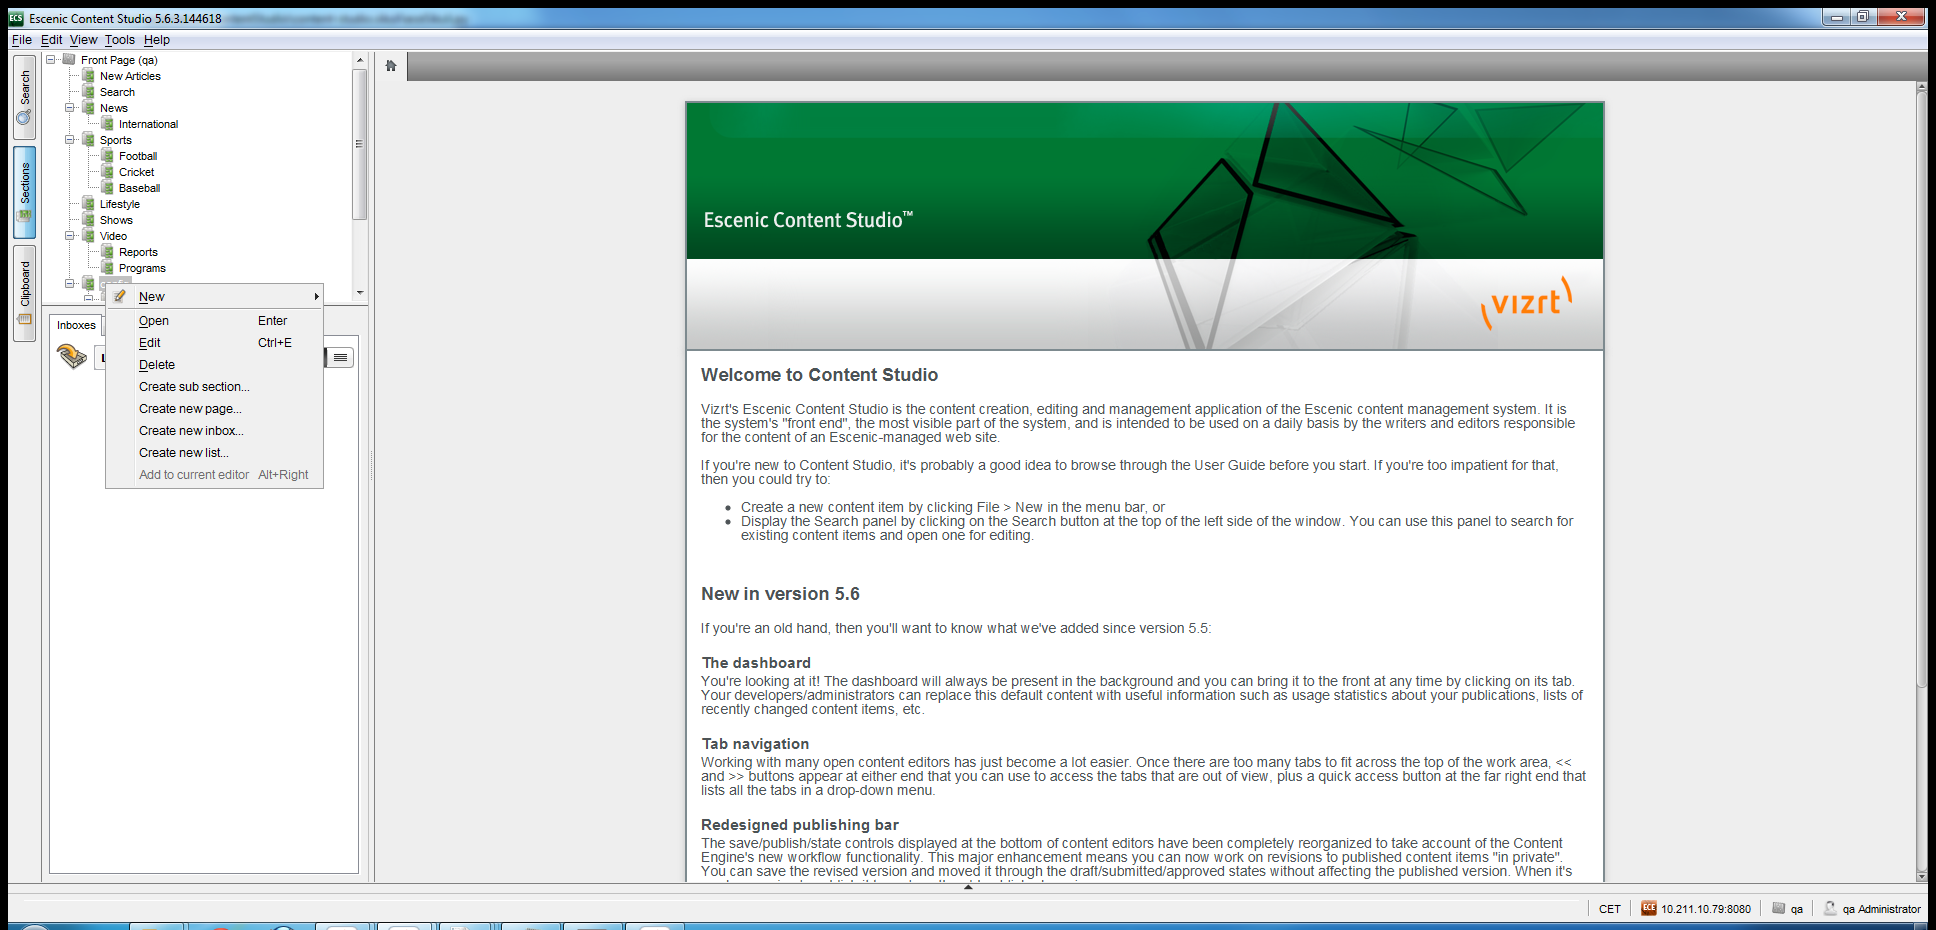 ECS Escenic Content Studio 5.6.3.144618
File Edit View Tools Help
Search
Sections
Clipboard
Front Page (qa)
New Articles
Search
News
International
Sports
Football
Cricket
Baseball
Lifestyle
Shows
Video
Reports
Programs
New
Open Enter
Edit Ctrl+E
Delete
Create sub section...
Create new page...
Create new inbox...
Create new list...
Add to current editor Alt+Right
Inboxes
Escenic Content Studio™
vizrt
Welcome to Content Studio
Vizrt's Escenic Content Studio is the content creation, editing and management application of the Escenic content management system. It is
the system's "front end", the most visible part of the system, and is intended to be used on a daily basis by the writers and editors responsible
for the content of an Escenic-managed web site.
If you're new to Content Studio, it's probably a good idea to browse through the User Guide before you start. If you're too impatient for that,
then you could try to:
• Create a new content item by clicking File > New in the menu bar, or
• Display the Search panel by clicking on the Search button at the top of the left side of the window. You can use this panel to search for
existing content items and open one for editing.
New in version 5.6
If you're an old hand, then you'll want to know what we've added since version 5.5:
The dashboard
You're looking at it! The dashboard will always be present in the background and you can bring it to the front at any time by clicking on its tab.
Your developers/administrators can replace this default content with useful information such as usage statistics about your publications, lists of
recently changed content items, etc.
Tab navigation
Working with many open content editors has just become a lot easier. Once there are too many tabs to fit across the top of the work area, <<
and >> buttons appear at either end that you can use to access the tabs that are out of view, plus a quick access button at the far right end that
lists all the tabs in a drop-down menu.
Redesigned publishing bar
The save/publish/state controls displayed at the bottom of content editors have been completely reorganized to take account of the Content
Engine's new workflow functionality. This major enhancement means you can now work on revisions to published content items "in private".
You can save the revised version and moved it through the draft/submitted/approved states without affecting the published version. When it's
CET ECE 10.211.10.79:8080 qa qa Administrator